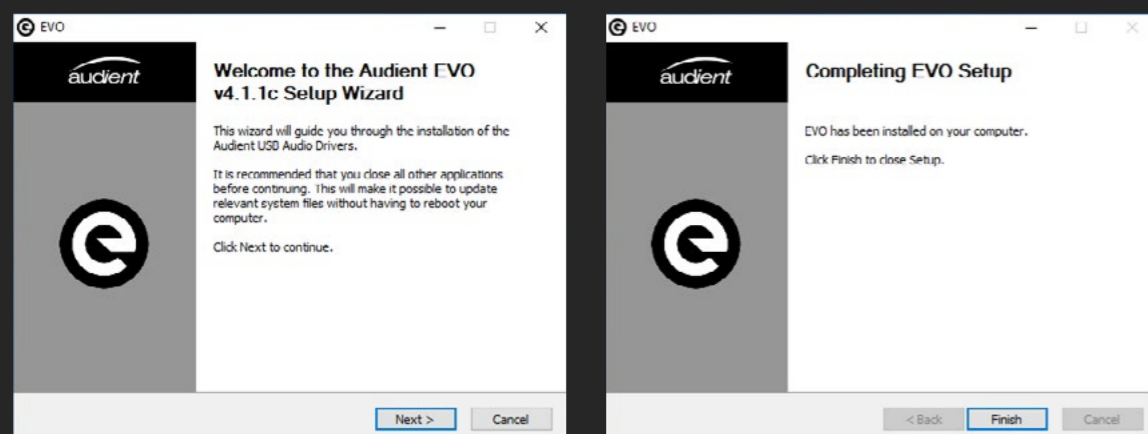 EVO
audient
Welcome to the Audient EVO
v4.1.1c Setup Wizard
This wizard will guide you through the installation of the
Audient USB Audio Drivers.
It is recommended that you close all other applications
before continuing. This will make it possible to update
relevant system files without having to reboot your
computer.
Click Next to continue.
Next >
Cancel
EVO
audient
Completing EVO Setup
EVO has been installed on your computer.
Click Finish to close Setup.
< Back
Finish
Cancel